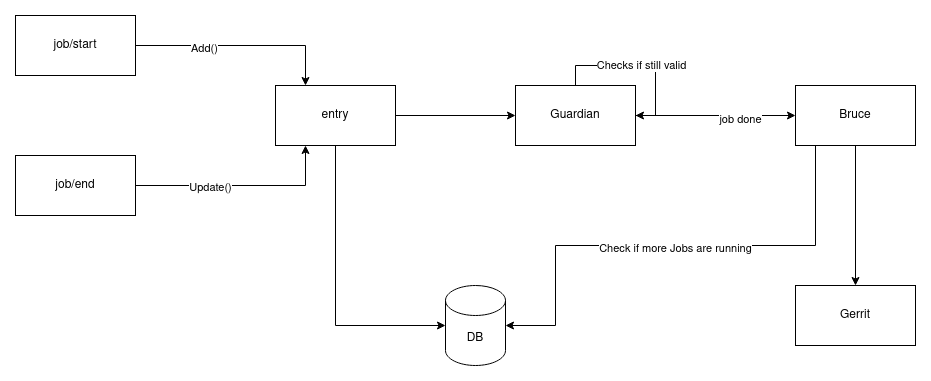 job/start
Add()
Checks if still valid
entry
Guardian
job done
Bruce
job/end
Update()
Check if more Jobs are running
DB
Gerrit